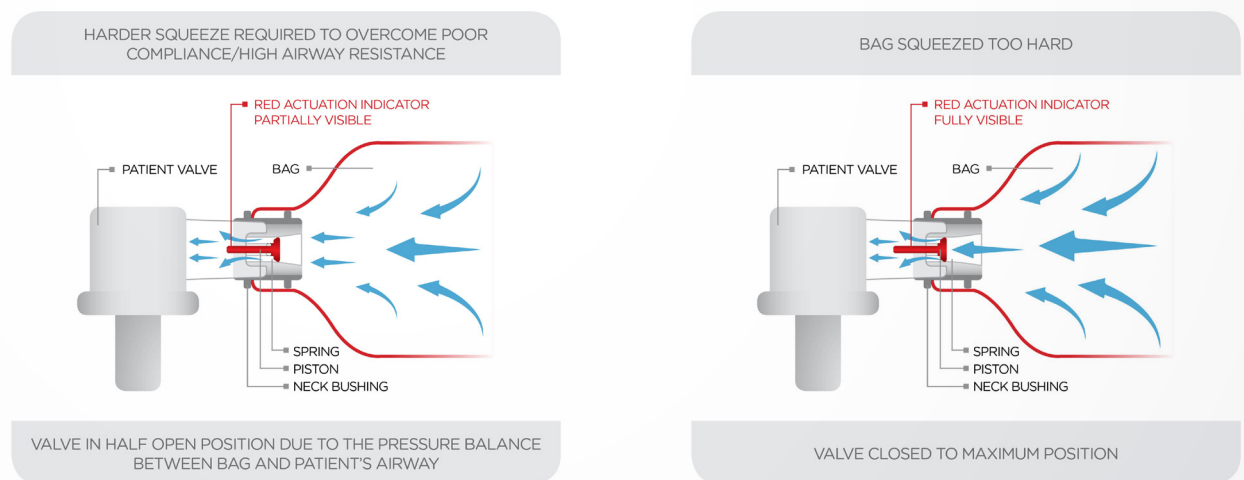 HARDER SQUEEZE REQUIRED TO OVERCOME POOR
COMPLIANCE/HIGH AIRWAY RESISTANCE
RED ACTUATION INDICATOR
PARTIALLY VISIBLE
PATIENT VALVE
BAG
SPRING
PISTON
NECK BUSHING
VALVE IN HALF OPEN POSITION DUE TO THE PRESSURE BALANCE
BETWEEN BAG AND PATIENT'S AIRWAY
BAG SQUEEZED TOO HARD
RED ACTUATION INDICATOR
FULLY VISIBLE
PATIENT VALVE
BAG
SPRING
PISTON
NECK BUSHING
VALVE CLOSED TO MAXIMUM POSITION